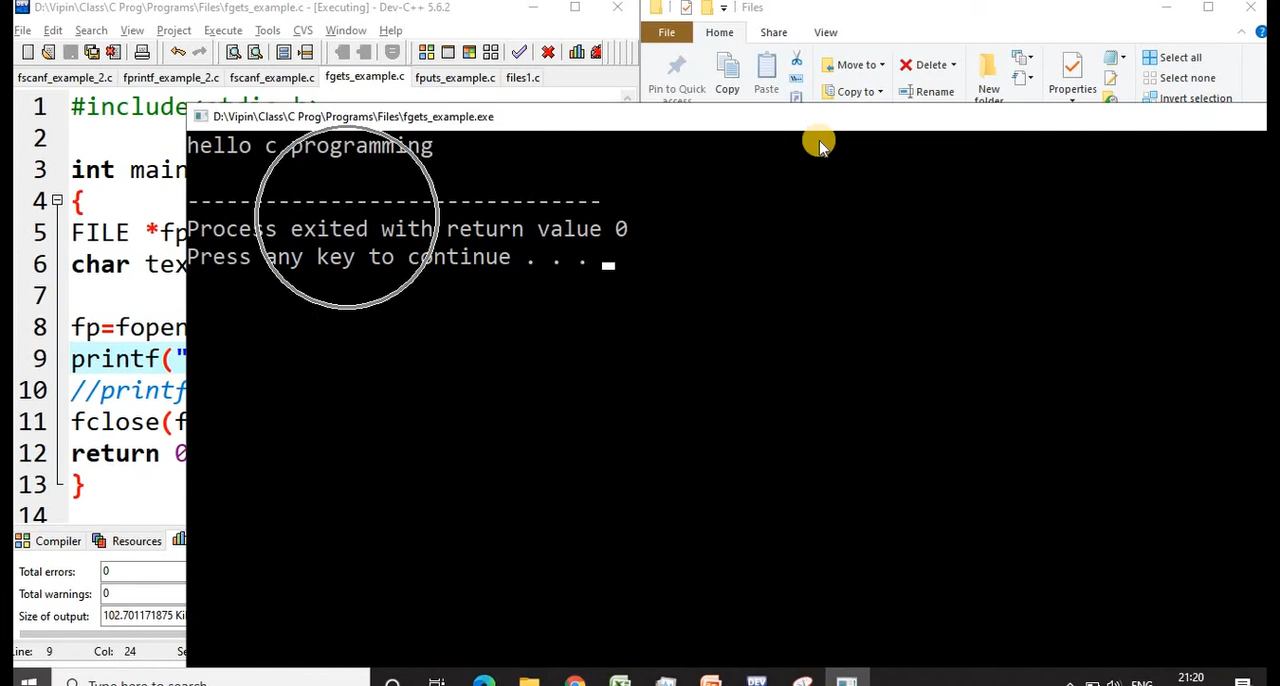 D:\Vipin\Class\C Prog\Programs\Files\fgets_example.c - [Executing] - Dev-C++ 5.6.2
Files
File Edit Search View Project Execute Tools CVS Window Help
File Home Share View
fscanf_example_2.c fprintf_example_2.c fscanf_example.c fgets_example.c fputs_example.c files1.c
Pin to Quick access
Copy
Paste
Move to
Copy to
Delete
Rename
New folder
Properties
Select all
Select none
Invert selection
D:\Vipin\Class\C Prog\Programs\Files\fgets_example.exe
hello c programming
--------------------------------
Process exited with return value 0
Press any key to continue . . .
1 #include<stdio.h>
2
3 int main
4 {
5 FILE *fp
6 char tex
7
8 fp=fopen
9 printf("
10 //printf
11 fclose(f
12 return 0
13 }
14
Compiler Resources
Total errors: 0
Total warnings: 0
Size of output: 102.701171875 Ki
Line: 9 Col: 24
Type here to search
ENG
21:20